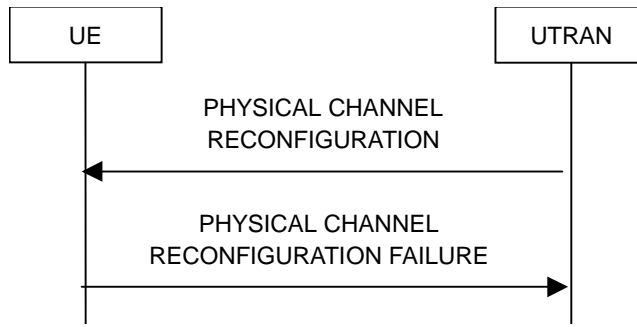 UE
UTRAN
PHYSICAL CHANNEL
RECONFIGURATION
PHYSICAL CHANNEL
RECONFIGURATION FAILURE